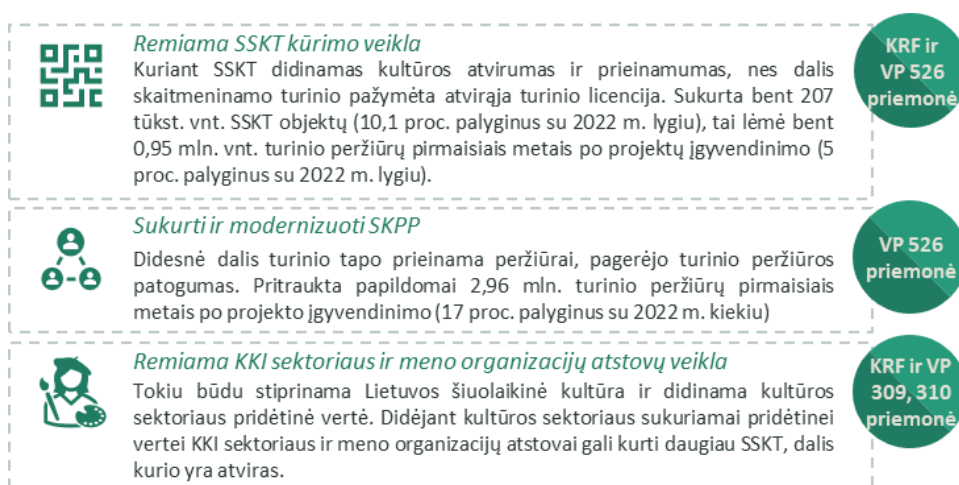 Remiama SSKT kūrimo veikla
Kuriant SSKT didinamas kultūros atvirumas ir prieinamumas, nes dalis
skaitmeninamo turinio pažymėta atvirąja turinio licencija. Sukurta bent 207
tūkst. vnt. SSKT objektų (10,1 proc. palyginus su 2022 m. lygiu), tai lėmė bent
0,95 mln. vnt. turinio peržiūrų pirmaisiais metais po projektų įgyvendinimo (5
proc. palyginus su 2022 m. lygiu).
KRF ir
VP 526
priemonė
Sukurti ir modernizuoti SKPP
Didesnė dalis turinio tapo prieinama peržiūrai, pagerėjo turinio peržiūros
patogumas. Pritraukta papildomai 2,96 mln. turinio peržiūrų pirmaisiais
metais po projekto įgyvendinimo (17 proc. palyginus su 2022 m. kiekiu)
VP 526
priemonė
Remiama KKI sektoriaus ir meno organizacijų atstovų veikla
Tokiu būdu stiprinama Lietuvos šiuolaikinė kultūra ir didinama kultūros
sektoriaus pridėtinė vertė. Didėjant kultūros sektoriaus sukuriamai pridėtinei
vertei KKI sektoriaus ir meno organizacijų atstovai gali kurti daugiau SSKT, dalis
kurio yra atviras.
KRF ir VP
309, 310
priemonė